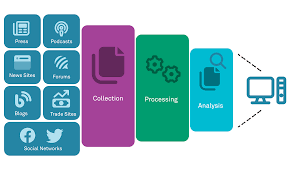 Press
Podcasts
News Sites
Forums
Blogs
Trade Sites
Social Networks
Collection
Processing
Analysis